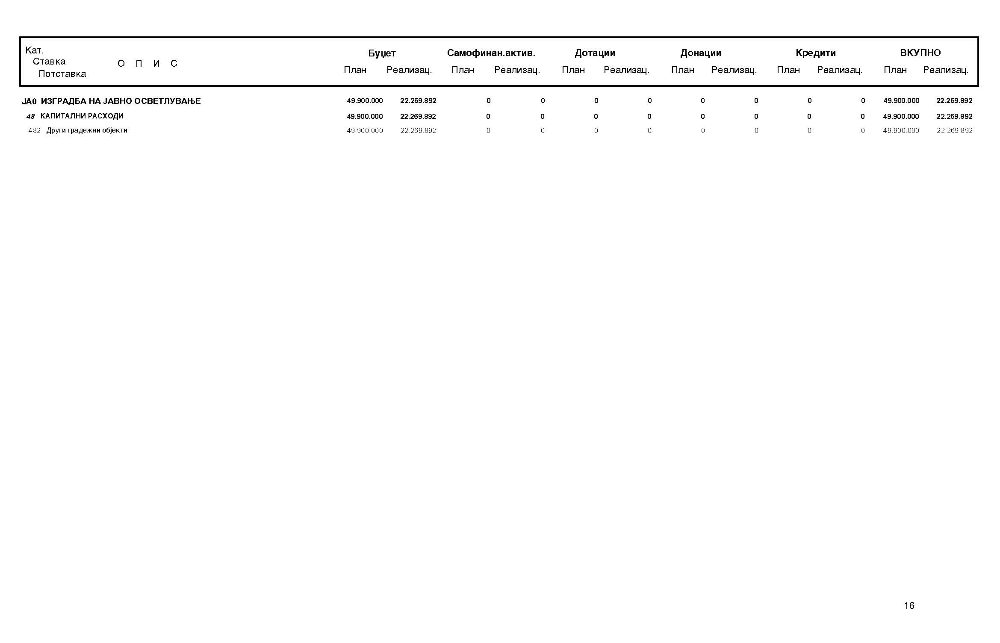 Кат.
Ставка
Потставка
О П И С
Буџет Самофинан.актив. Дотации Донации Кредити ВКУПНО
План Реализац. План Реализац. План Реализац. План Реализац. План Реализац. План Реализац.
ЈА0 ИЗГРАДБА НА ЈАВНО ОСВЕТЛУВАЊЕ 49.900.000 22.269.892 0 0 0 0 0 0 0 0 49.900.000 22.269.892
48 КАПИТАЛНИ РАСХОДИ 49.900.000 22.269.892 0 0 0 0 0 0 0 0 49.900.000 22.269.892
482 Други градежни објекти 49.900.000 22.269.892 0 0 0 0 0 0 0 0 49.900.000 22.269.892
16